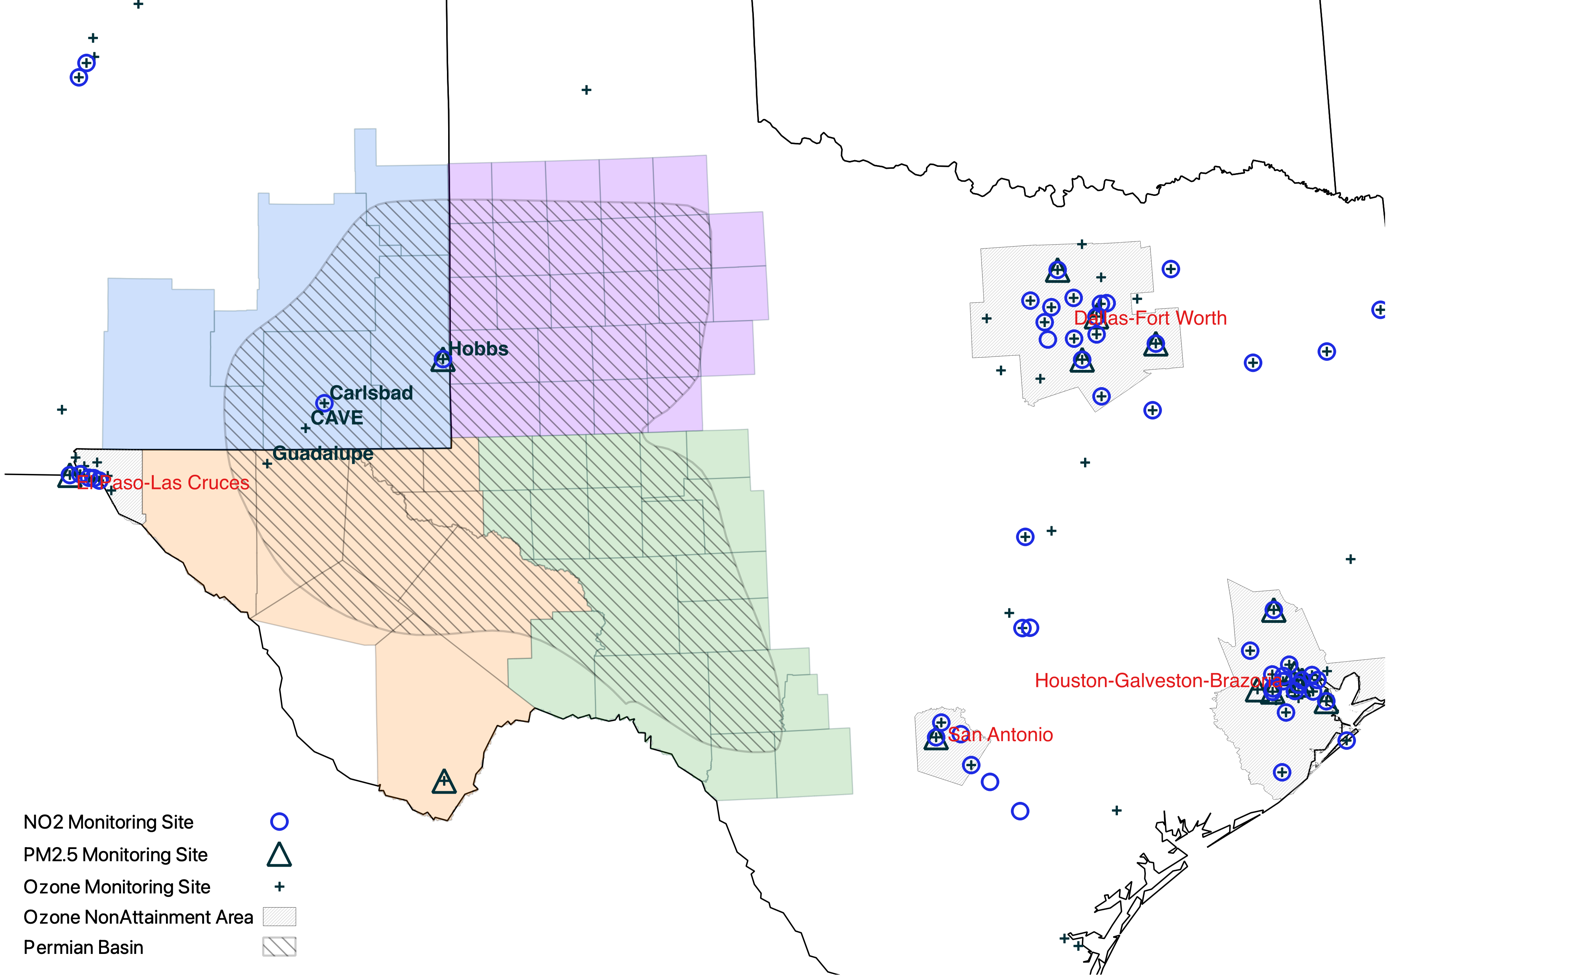 Dallas-Fort Worth
Hobbs
Carlsbad
CAVE
Guadalupe
El Paso-Las Cruces
Houston-Galveston-Brazoria
San Antonio
NO2 Monitoring Site
PM2.5 Monitoring Site
Ozone Monitoring Site
Ozone NonAttainment Area
Permian Basin